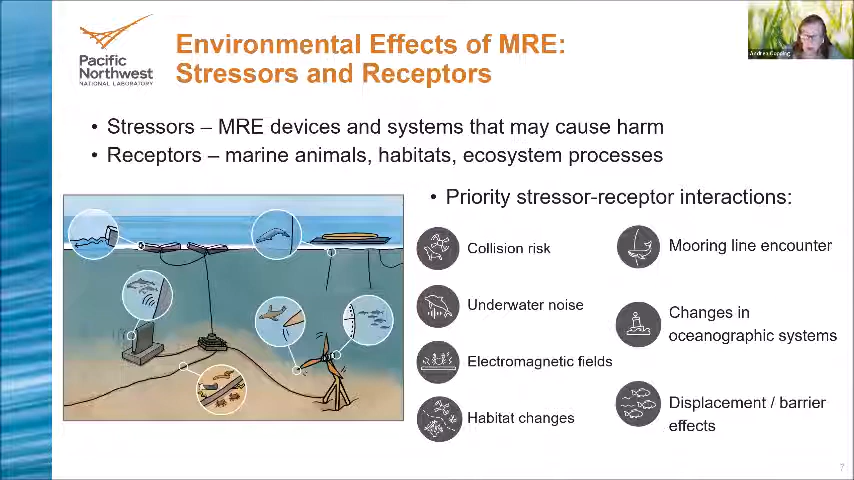 Pacific
Northwest
NATIONAL LABORATORY
Environmental Effects of MRE:
Stressors and Receptors
Andrea Copping
• Stressors – MRE devices and systems that may cause harm
• Receptors – marine animals, habitats, ecosystem processes
• Priority stressor-receptor interactions:
Collision risk
Underwater noise
Electromagnetic fields
Habitat changes
Mooring line encounter
Changes in
oceanographic systems
Displacement / barrier
effects
7